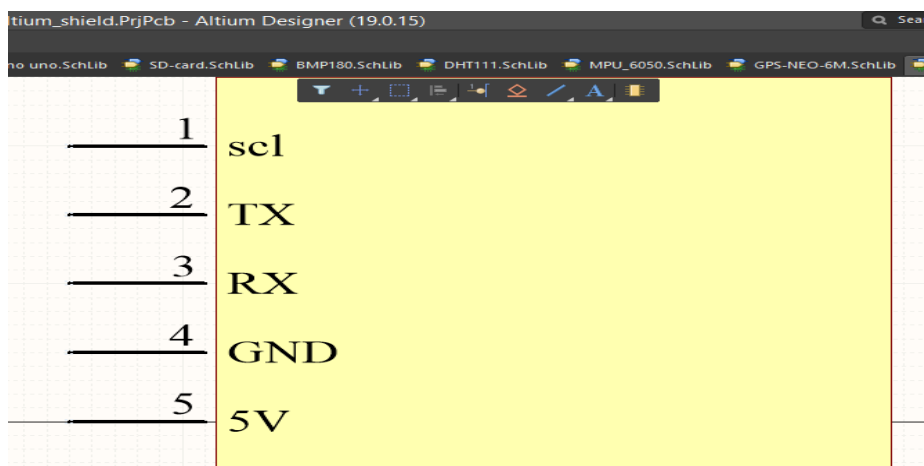 ltium_shield.PrjPcb - Altium Designer (19.0.15) Sea
no uno.SchLib SD-card.SchLib BMP180.SchLib DHT111.SchLib MPU_6050.SchLib GPS-NEO-6M.SchLib
A
1 scl
2 TX
3 RX
4 GND
5 5V